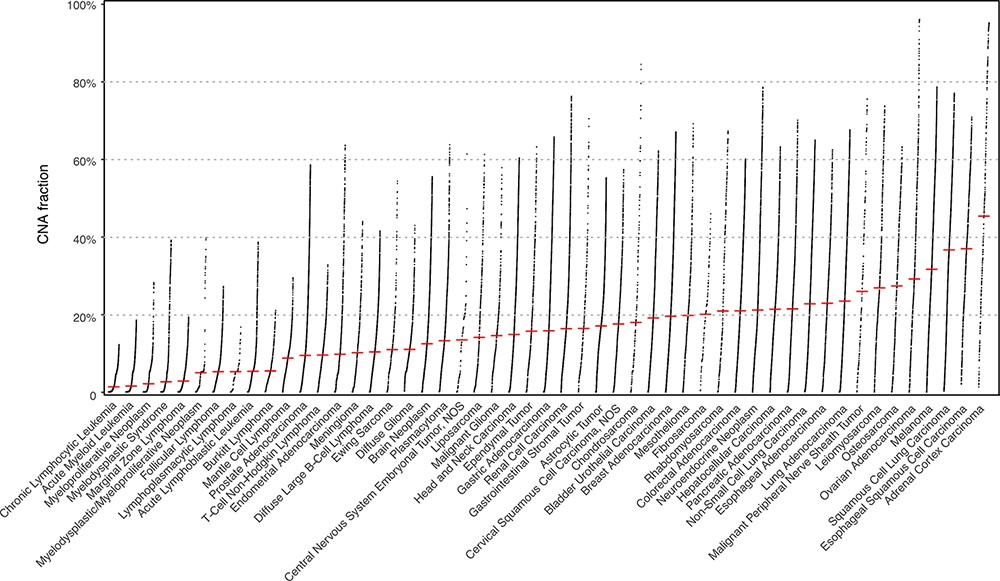 100%
80%
60%
40%
20%
0
CNA fraction
Chronic Lymphocytic Leukemia
Acute Myeloid Leukemia
Myeloproliferative Neoplasm
Myelodysplastic Syndrome
Marginal Zone Lymphoma
Myelodysplastic/Myeloproliferative Neoplasm
Follicular Lymphoma
Lymphoplasmacytic Lymphoma
Acute Lymphoblastic Leukemia
Burkitt Lymphoma
Mantle Cell Lymphoma
Prostate Adenocarcinoma
T-Cell Non-Hodgkin Lymphoma
Endometrial Adenocarcinoma
Meningioma
Diffuse Large B-Cell Lymphoma
Ewing Sarcoma
Diffuse Glioma
Brain Neoplasm
Plasmacytoma
Central Nervous System Embryonal Tumor, NOS
Liposarcoma
Malignant Glioma
Head and Neck Carcinoma
Ependymal Tumor
Gastric Adenocarcinoma
Renal Cell Carcinoma
Gastrointestinal Stromal Tumor
Astrocytic Tumor
Cervical Squamous Cell Carcinoma
Chordoma, NOS
Chondrosarcoma
Bladder Urothelial Carcinoma
Breast Adenocarcinoma
Mesothelioma
Fibrosarcoma
Rhabdomyosarcoma
Colorectal Adenocarcinoma
Neuroendocrine Neoplasm
Hepatocellular Carcinoma
Pancreatic Adenocarcinoma
Non-Small Cell Lung Carcinoma
Esophageal Adenocarcinoma
Lung Adenocarcinoma
Malignant Peripheral Nerve Sheath Tumor
Leiomyosarcoma
Osteosarcoma
Ovarian Adenocarcinoma
Melanoma
Squamous Cell Lung Carcinoma
Esophageal Squamous Cell Carcinoma
Adrenal Cortex Carcinoma